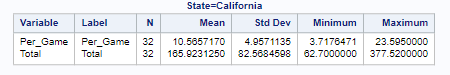 State=California
Variable Label N Mean Std Dev Minimum Maximum
Per_Game Per_Game 32 10.5657170 4.9571135 3.7176471 23.5950000
Total Total 32 165.9231250 82.5684598 62.7000000 377.5200000